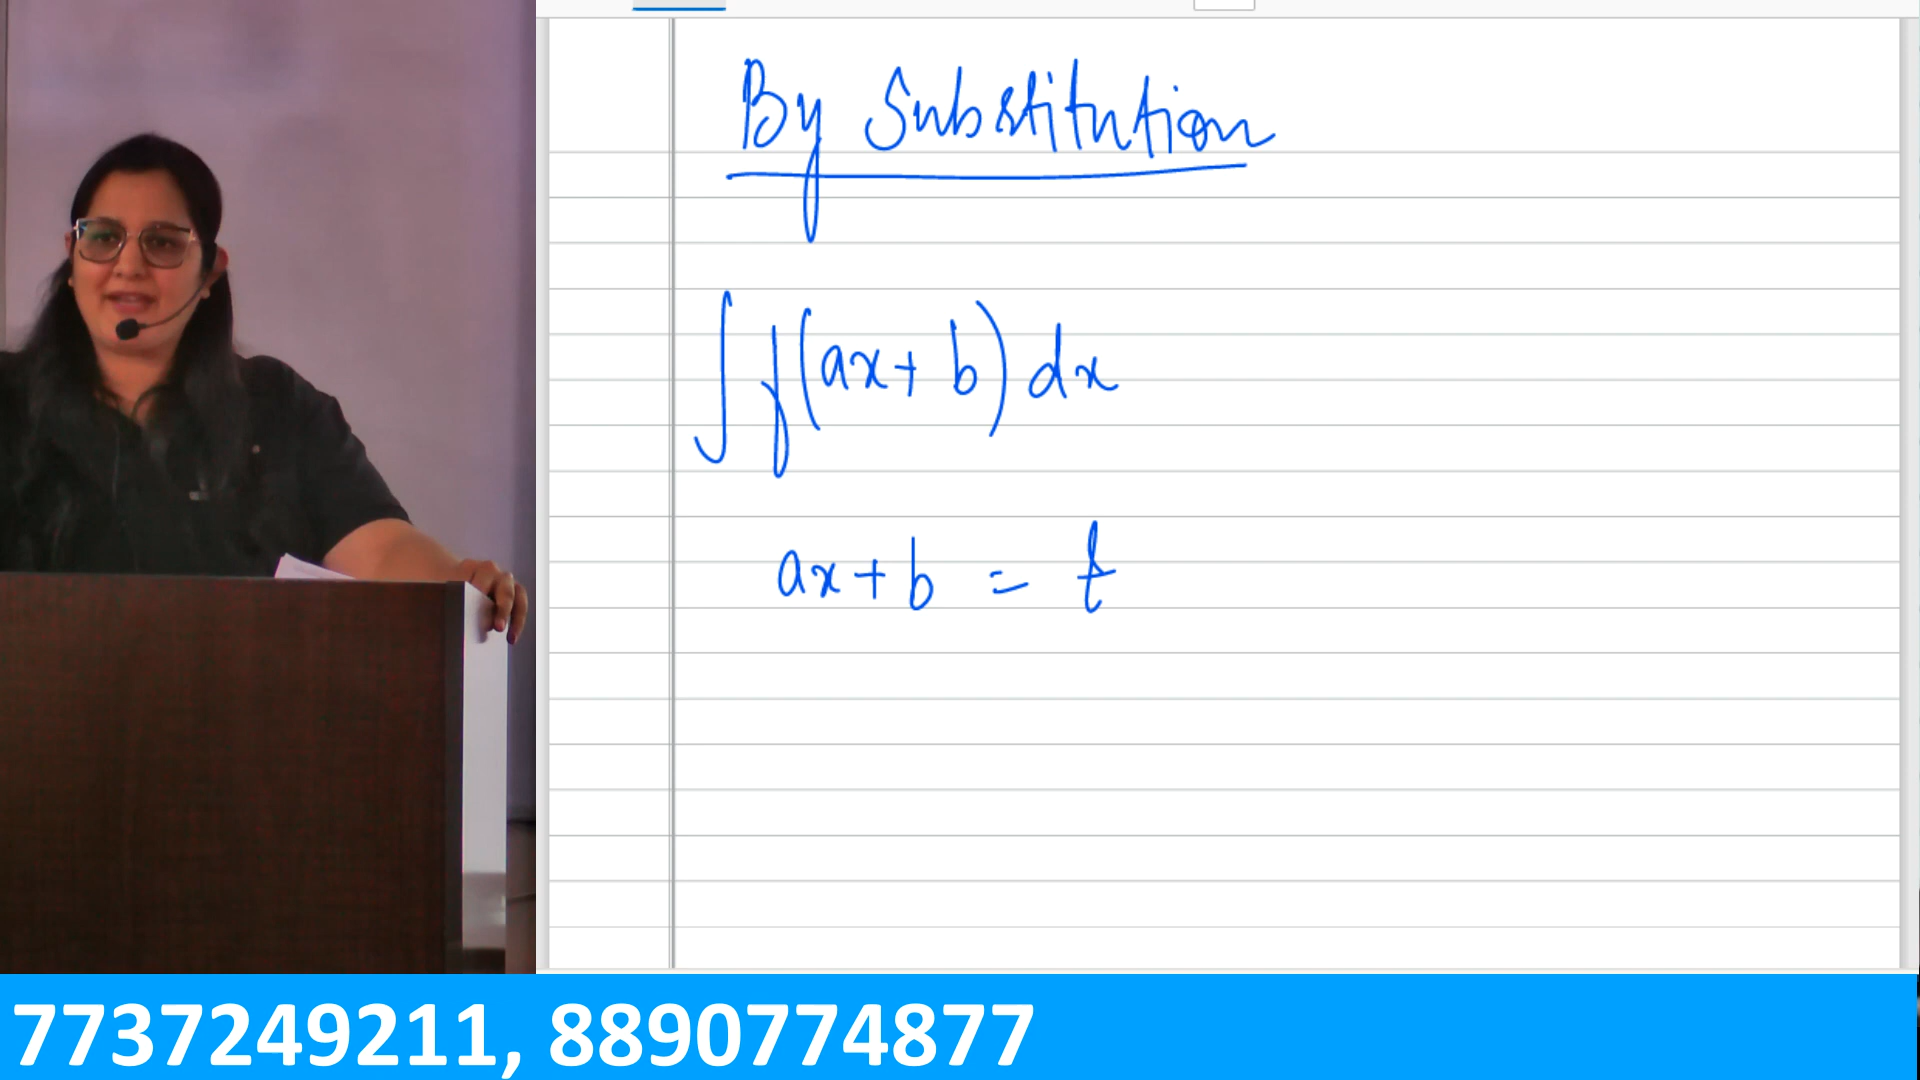 By Substitution
∫f(ax+b) dx
ax+b = t
7737249211, 8890774877